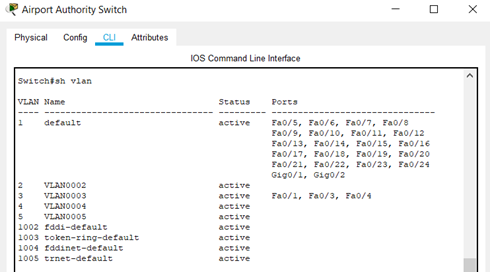 Airport Authority Switch
Physical Config CLI Attributes
IOS Command Line Interface
Switch#sh vlan
VLAN Name Status Ports
---- -------------------------------- --------- -------------------------------
1 default active Fa0/5, Fa0/6, Fa0/7, Fa0/8
Fa0/9, Fa0/10, Fa0/11, Fa0/12
Fa0/13, Fa0/14, Fa0/15, Fa0/16
Fa0/17, Fa0/18, Fa0/19, Fa0/20
Fa0/21, Fa0/22, Fa0/23, Fa0/24
Gig0/1, Gig0/2
2 VLAN0002 active
3 VLAN0003 active Fa0/1, Fa0/3, Fa0/4
4 VLAN0004 active
5 VLAN0005 active
1002 fddi-default active
1003 token-ring-default active
1004 fddinet-default active
1005 trnet-default active